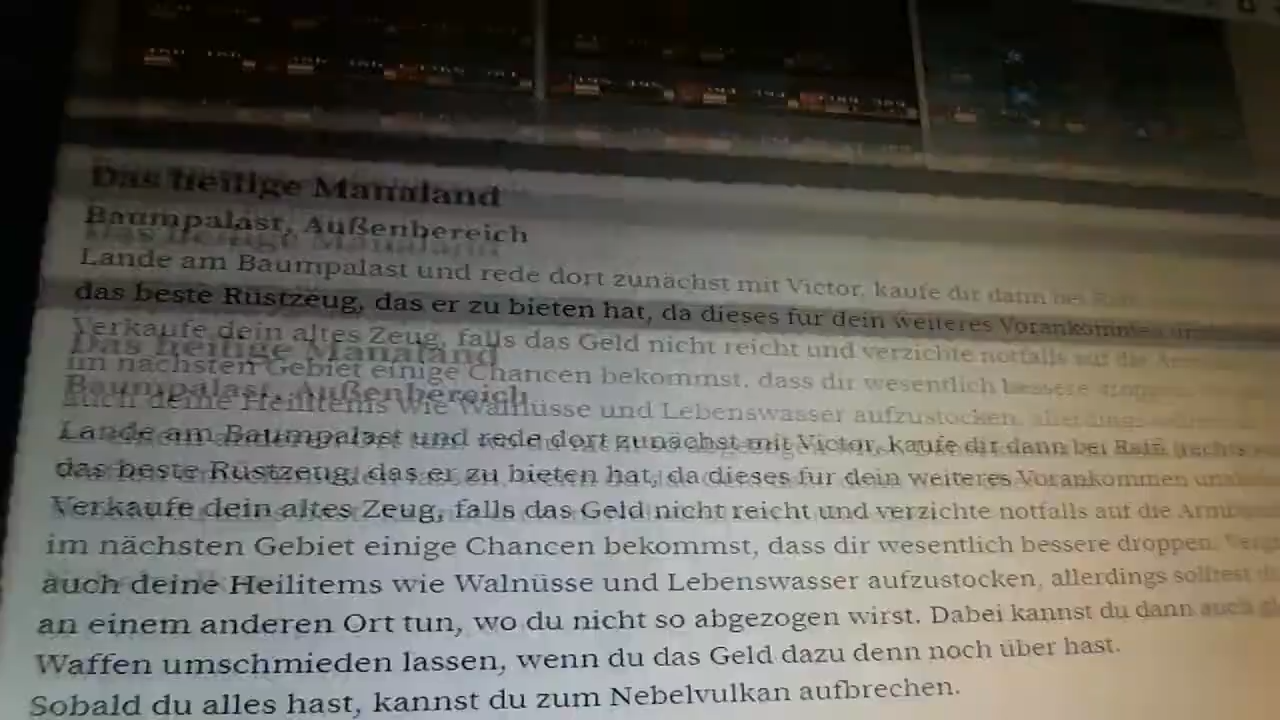 Das heilige Manaland
Baumpalast, Außenbereich
Lande am Baumpalast und rede dort zunächst mit Victor, kaufe dir dann bei
das beste Rüstzeug, das er zu bieten hat, da dieses für dein weiteres Vorankommen
Verkaufe dein altes Zeug, falls das Geld nicht reicht und verzichte notfalls auf die
im nächsten Gebiet einige Chancen bekommst, dass dir wesentlich bessere droppen.
auch deine Heilitems wie Walnüsse und Lebenswasser aufzustocken, allerdings solltest
an einem anderen Ort tun, wo du nicht so abgezogen wirst. Dabei kannst du dann auch
Waffen umschmieden lassen, wenn du das Geld dazu denn noch über hast.
Sobald du alles hast, kannst du zum Nebelvulkan aufbrechen.